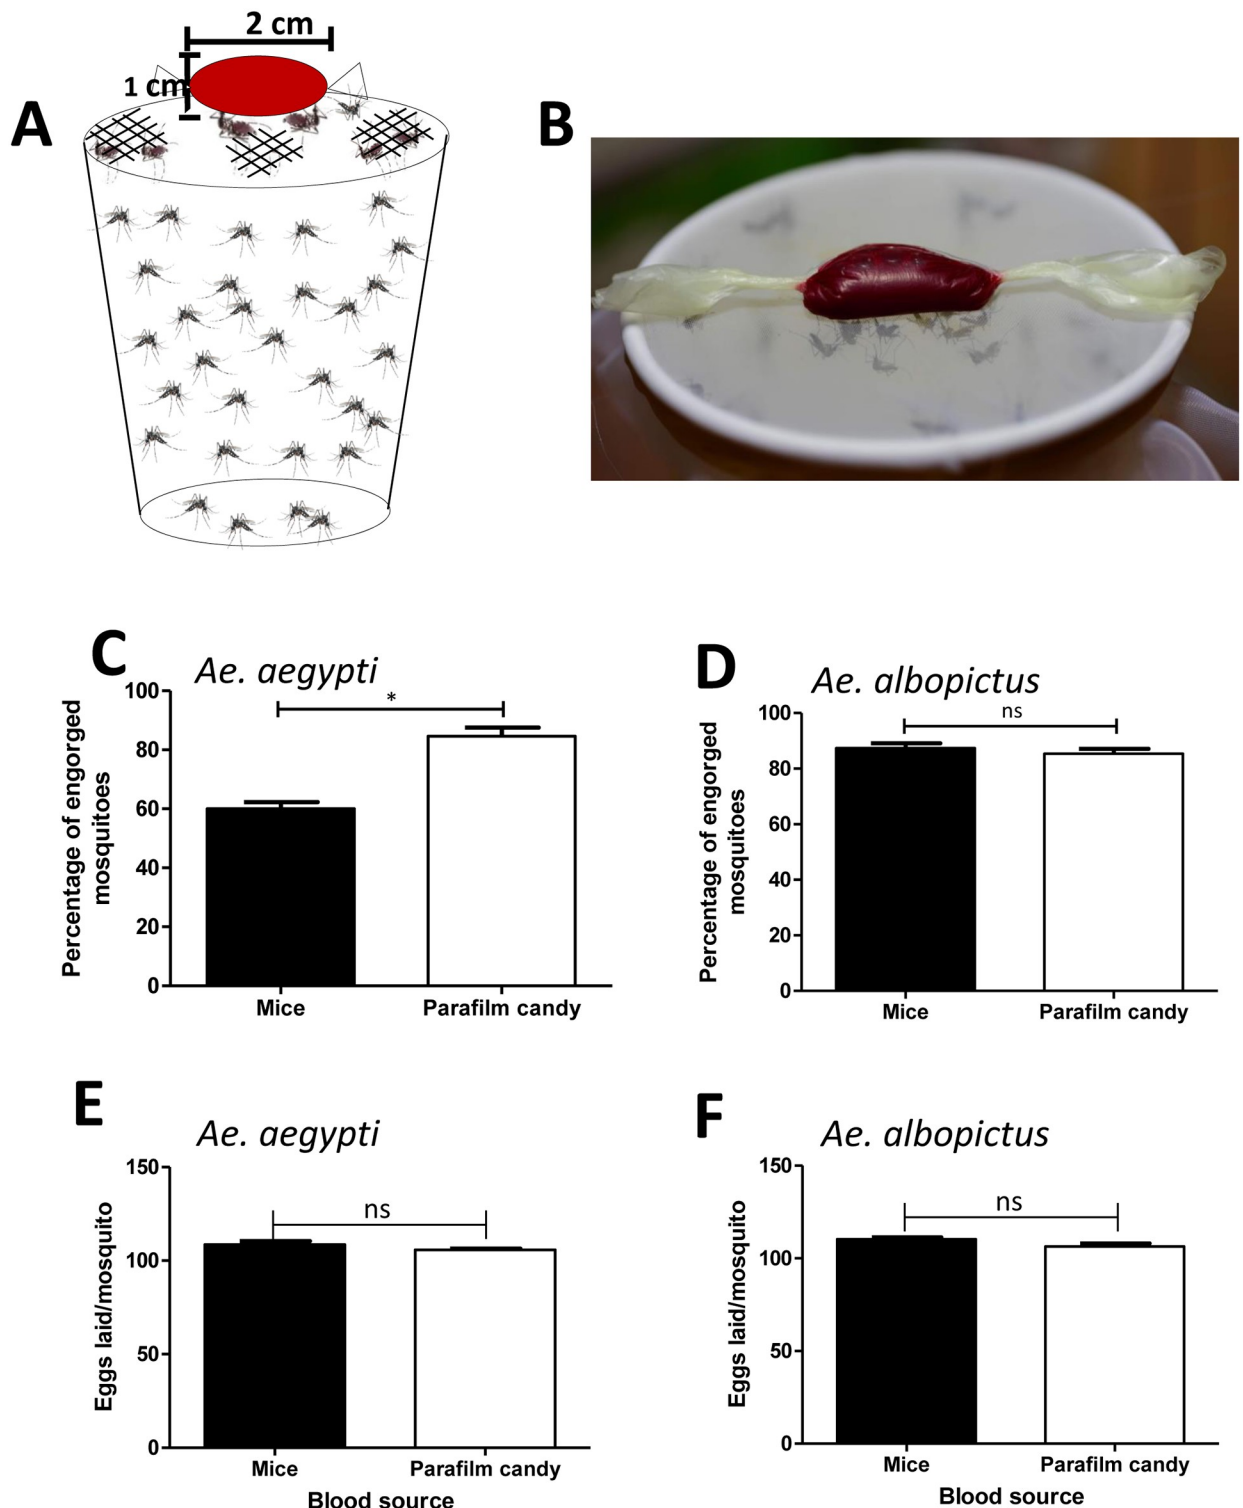 2 cm
1 cm
A
B
C
Ae. aegypti
*
100
80
60
40
20
0
Percentage of engorged
mosquitoes
Mice
Parafilm candy
D
Ae. albopictus
ns
100
80
60
40
20
0
Percentage of engorged
mosquitoes
Mice
Parafilm candy
E
Ae. aegypti
ns
150
100
50
0
Eggs laid/mosquito
Mice
Parafilm candy
Blood source
F
Ae. albopictus
ns
150
100
50
0
Eggs laid/mosquito
Mice
Parafilm candy
Blood source